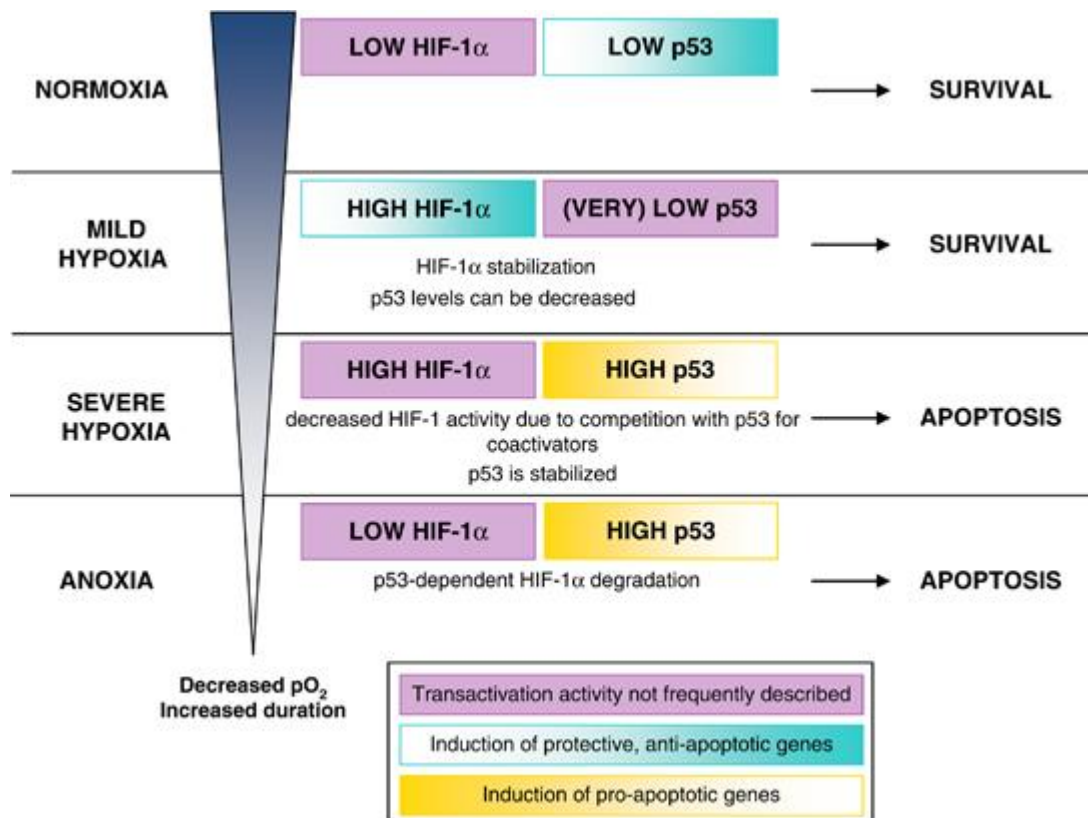 LOW HIF-1α
LOW p53
NORMOXIA
SURVIVAL
HIGH HIF-1α
(VERY) LOW p53
MILD
HYPOXIA
SURVIVAL
HIF-1α stabilization
p53 levels can be decreased
HIGH HIF-1α
HIGH p53
SEVERE
HYPOXIA
decreased HIF-1 activity due to competition with p53 for
coactivators
APOPTOSIS
p53 is stabilized
LOW HIF-1α
HIGH p53
ANOXIA
p53-dependent HIF-1α degradation
APOPTOSIS
Decreased pO₂
Increased duration
Transactivation activity not frequently described
Induction of protective, anti-apoptotic genes
Induction of pro-apoptotic genes